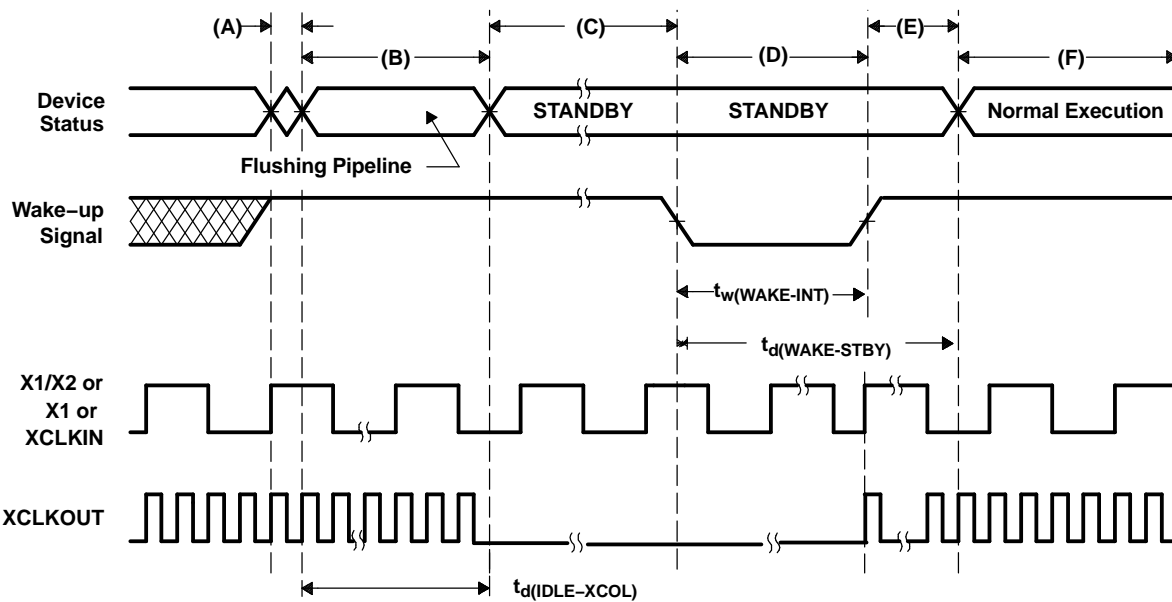 (A)
(C)
(E)
(B)
(D)
(F)
Device
Status
STANDBY
STANDBY
Normal Execution
Flushing Pipeline
Wake−up
Signal
tw(WAKE-INT)
td(WAKE-STBY)
X1/X2 or
X1 or
XCLKIN
XCLKOUT
td(IDLE−XCOL)